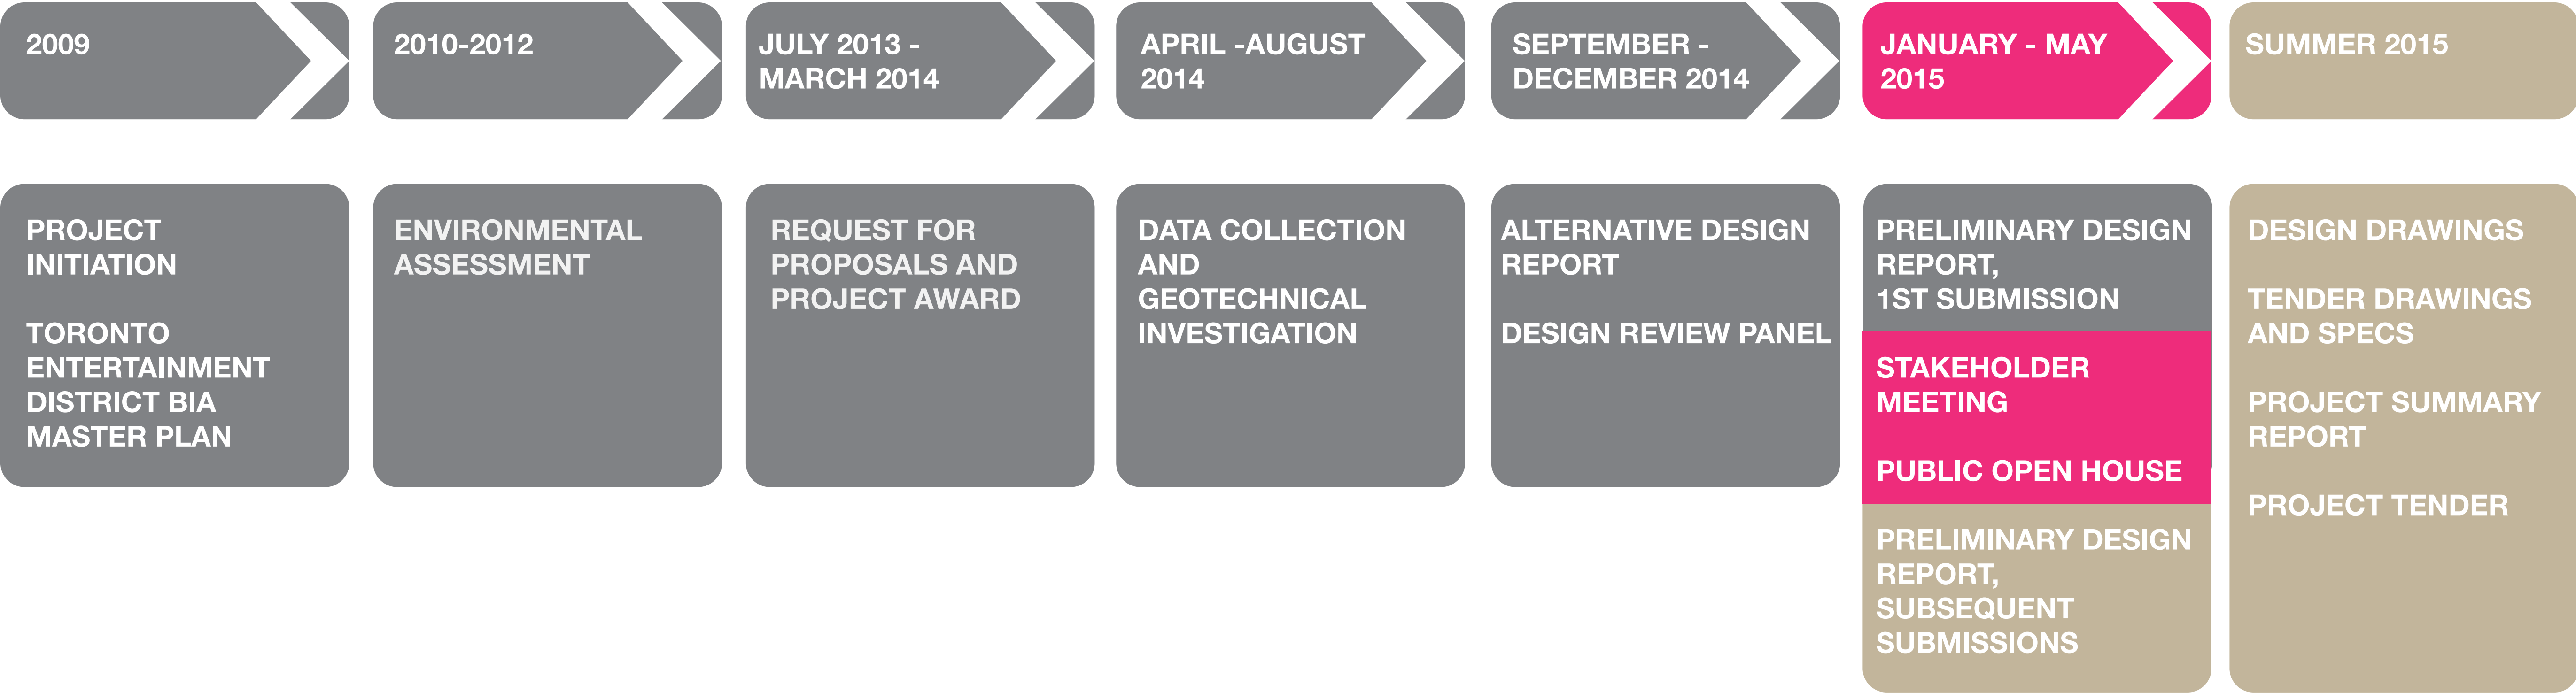 2009
2010-2012
JULY 2013 -
MARCH 2014
APRIL -AUGUST
2014
SEPTEMBER -
DECEMBER 2014
JANUARY - MAY
2015
SUMMER 2015
PROJECT
INITIATION
TORONTO
ENTERTAINMENT
DISTRICT BIA
MASTER PLAN
ENVIRONMENTAL
ASSESSMENT
REQUEST FOR
PROPOSALS AND
PROJECT AWARD
DATA COLLECTION
AND
GEOTECHNICAL
INVESTIGATION
ALTERNATIVE DESIGN
REPORT
DESIGN REVIEW PANEL
PRELIMINARY DESIGN
REPORT,
1ST SUBMISSION
STAKEHOLDER
MEETING
PUBLIC OPEN HOUSE
PRELIMINARY DESIGN
REPORT,
SUBSEQUENT
SUBMISSIONS
DESIGN DRAWINGS
TENDER DRAWINGS
AND SPECS
PROJECT SUMMARY
REPORT
PROJECT TENDER